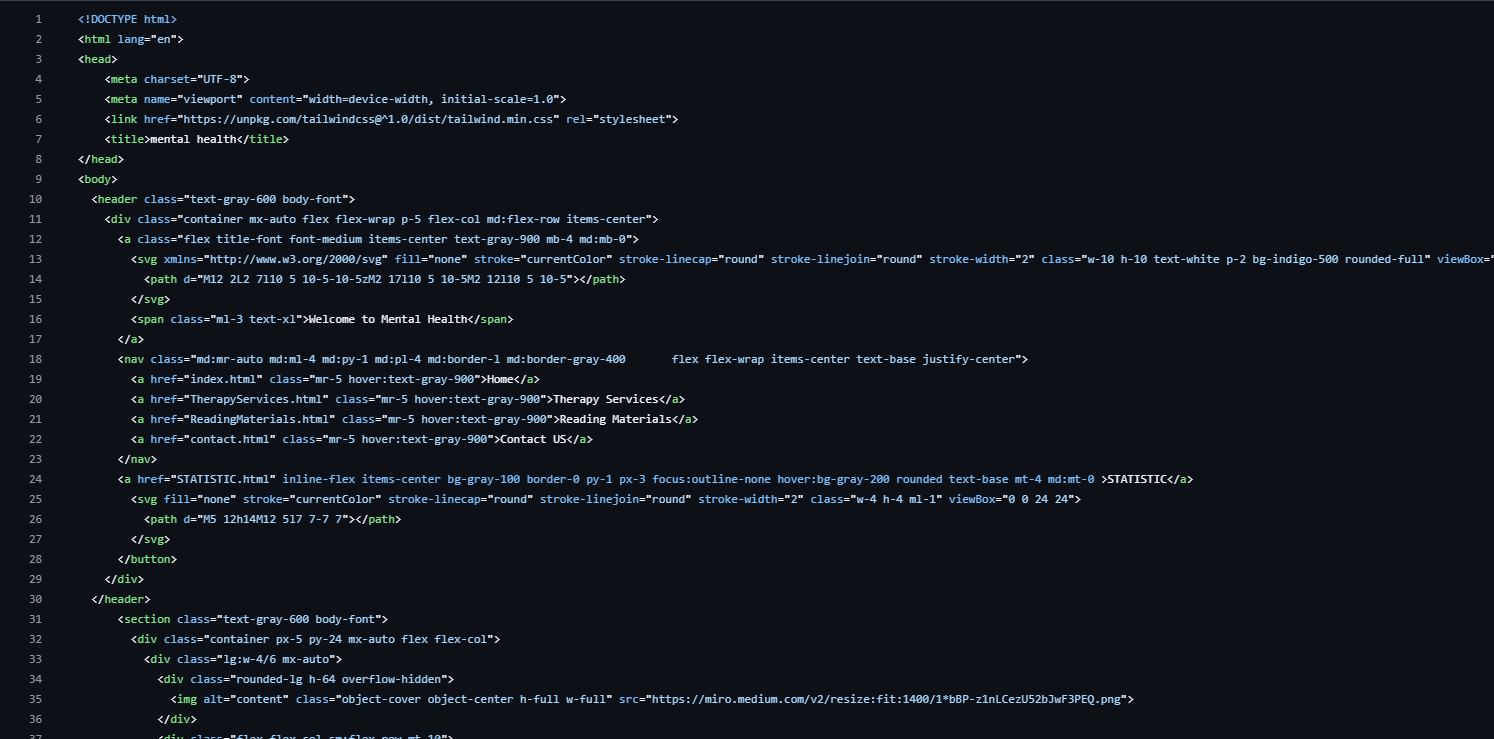 1 <!DOCTYPE html>
2 <html lang="en">
3 <head>
4     <meta charset="UTF-8">
5     <meta name="viewport" content="width=device-width, initial-scale=1.0">
6     <link href="https://unpkg.com/tailwindcss@^1.0/dist/tailwind.min.css" rel="stylesheet">
7     <title>mental health</title>
8 </head>
9 <body>
10   <header class="text-gray-600 body-font">
11     <div class="container mx-auto flex flex-wrap p-5 flex-col md:flex-row items-center">
12       <a class="flex title-font font-medium items-center text-gray-900 mb-4 md:mb-0">
13         <svg xmlns="http://www.w3.org/2000/svg" fill="none" stroke="currentColor" stroke-linecap="round" stroke-linejoin="round" stroke-width="2" class="w-10 h-10 text-white p-2 bg-indigo-500 rounded-full" viewBox="
14           <path d="M12 2L2 7l10 5 10-5-10-5zM2 17l10 5 10-5M2 12l10 5 10-5"></path>
15         </svg>
16         <span class="ml-3 text-xl">Welcome to Mental Health</span>
17       </a>
18       <nav class="md:mr-auto md:ml-4 md:py-1 md:pl-4 md:border-l md:border-gray-400       flex flex-wrap items-center text-base justify-center">
19         <a href="index.html" class="mr-5 hover:text-gray-900">Home</a>
20         <a href="TherapyServices.html" class="mr-5 hover:text-gray-900">Therapy Services</a>
21         <a href="ReadingMaterials.html" class="mr-5 hover:text-gray-900">Reading Materials</a>
22         <a href="contact.html" class="mr-5 hover:text-gray-900">Contact US</a>
23       </nav>
24       <a href="STATISTIC.html" inline-flex items-center bg-gray-100 border-0 py-1 px-3 focus:outline-none hover:bg-gray-200 rounded text-base mt-4 md:mt-0 >STATISTIC</a>
25         <svg fill="none" stroke="currentColor" stroke-linecap="round" stroke-linejoin="round" stroke-width="2" class="w-4 h-4 ml-1" viewBox="0 0 24 24">
26           <path d="M5 12h14M12 5l7 7-7 7"></path>
27         </svg>
28       </button>
29     </div>
30   </header>
31       <section class="text-gray-600 body-font">
32         <div class="container px-5 py-24 mx-auto flex flex-col">
33           <div class="lg:w-4/6 mx-auto">
34             <div class="rounded-lg h-64 overflow-hidden">
35               <img alt="content" class="object-cover object-center h-full w-full" src="https://miro.medium.com/v2/resize:fit:1400/1*bBP-z1nLCezU52bJwF3PEQ.png">
36             </div>
37             <div class="flex flex-col sm:flex-row mt-10">